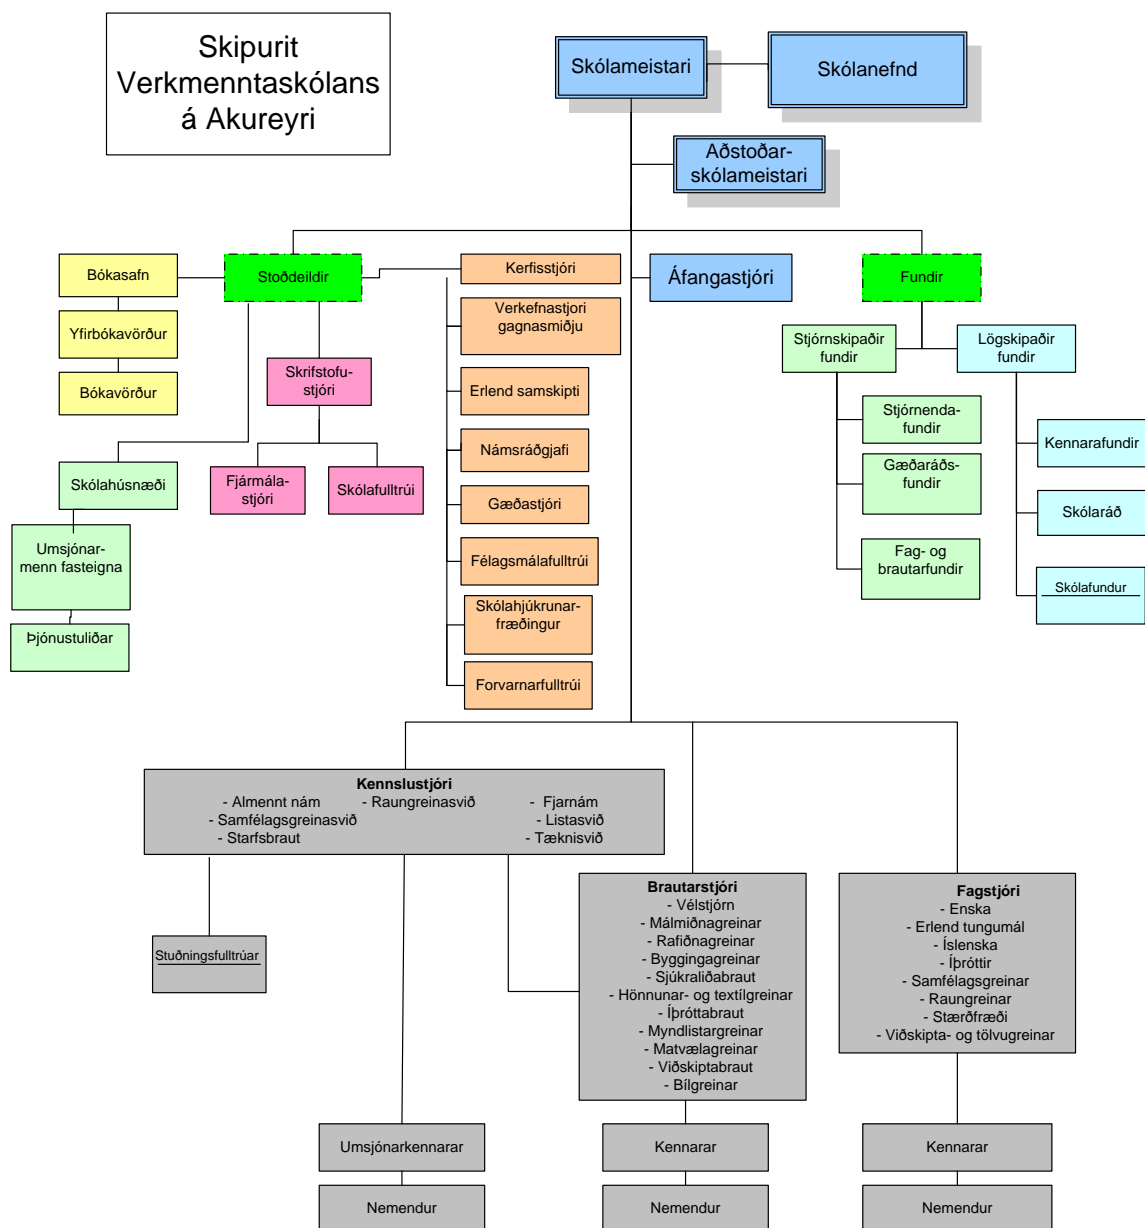 Skipurit
Verkmenntaskólans
á Akureyri
Skólameistari
Skólanefnd
Aðstoðar-
skólameistari
Bókasafn
Stoðdeildir
Kerfisstjóri
Áfangastjóri
Fundir
Yfirbókavörður
Bókavörður
Verkefnastjori
gagnasmiðju
Stjórnskipaðir
fundir
Lögskipaðir
fundir
Skrifstofu-
stjóri
Erlend samskipti
Stjórnenda-
fundir
Kennarafundir
Námsráðgjafi
Gæðaráðs-
fundir
Skólahúsnæði
Fjármála-
stjóri
Skólafulltrúi
Gæðastjóri
Skólaráð
Umsjónar-
menn fasteigna
Félagsmálafulltrúi
Fag- og
brautarfundir
Skólafundur
Þjónustuliðar
Skólahjúkrunar-
fræðingur
Forvarnarfulltrúi
Kennslustjóri
- Almennt nám - Raungreinasvið - Fjarnám
- Samfélagsgreinasvið - Listasvið
- Starfsbraut - Tæknisvið
Stuðningsfulltrúar
Brautarstjóri
- Vélstjórn
- Málmiðnagreinar
- Rafiðnagreinar
- Byggingagreinar
- Sjúkraliðabraut
- Hönnunar- og textílgreinar
- Íþróttabraut
- Myndlistargreinar
- Matvælagreinar
- Viðskiptabraut
- Bílgreinar
Fagstjóri
- Enska
- Erlend tungumál
- Íslenska
- Íþróttir
- Samfélagsgreinar
- Raungreinar
- Stærðfræði
- Viðskipta- og tölvugreinar
Umsjónarkennarar
Kennarar
Kennarar
Nemendur
Nemendur
Nemendur